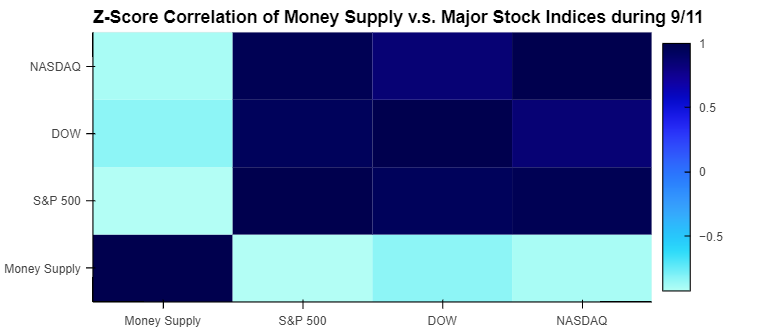 Z-Score Correlation of Money Supply v.s. Major Stock Indices during 9/11
NASDAQ
DOW
S&P 500
Money Supply
Money Supply
S&P 500
DOW
NASDAQ
1
0.5
0
−0.5